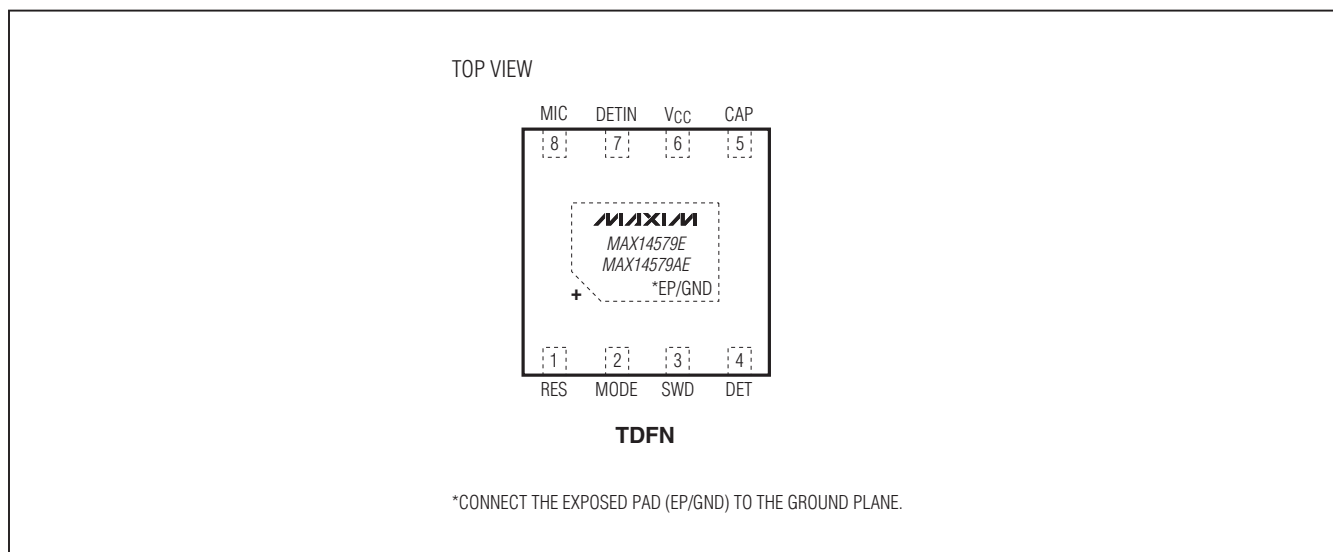 TOP VIEW
MIC DETIN VCC CAP
8 7 6 5
MAXIM
MAX14579E
MAX14579AE
*EP/GND
+
1 2 3 4
RES MODE SWD DET
TDFN
*CONNECT THE EXPOSED PAD (EP/GND) TO THE GROUND PLANE.